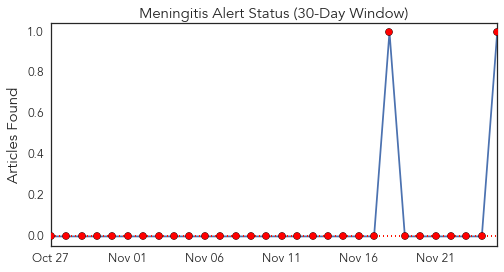 Meningitis Alert Status (30-Day Window)
Articles Found
1.0
0.8
0.6
0.4
0.2
0.0
Oct 27 Nov 01 Nov 06 Nov 11 Nov 16 Nov 21